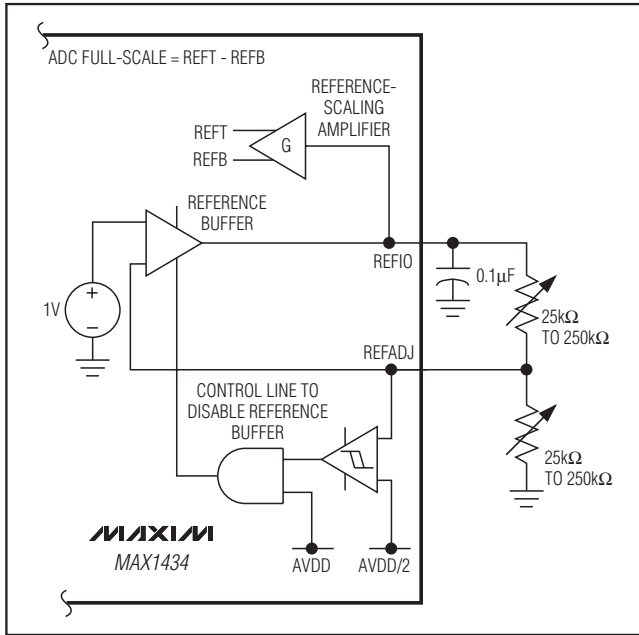 ADC FULL-SCALE = REFT - REFB
REFERENCE-
SCALING
AMPLIFIER
REFT
REFB
G
REFERENCE
BUFFER
REFIO
0.1µF
1V
+
−
25kΩ
TO 250kΩ
REFADJ
CONTROL LINE TO
DISABLE REFERENCE
BUFFER
25kΩ
TO 250kΩ
MAXIM
MAX1434
AVDD
AVDD/2